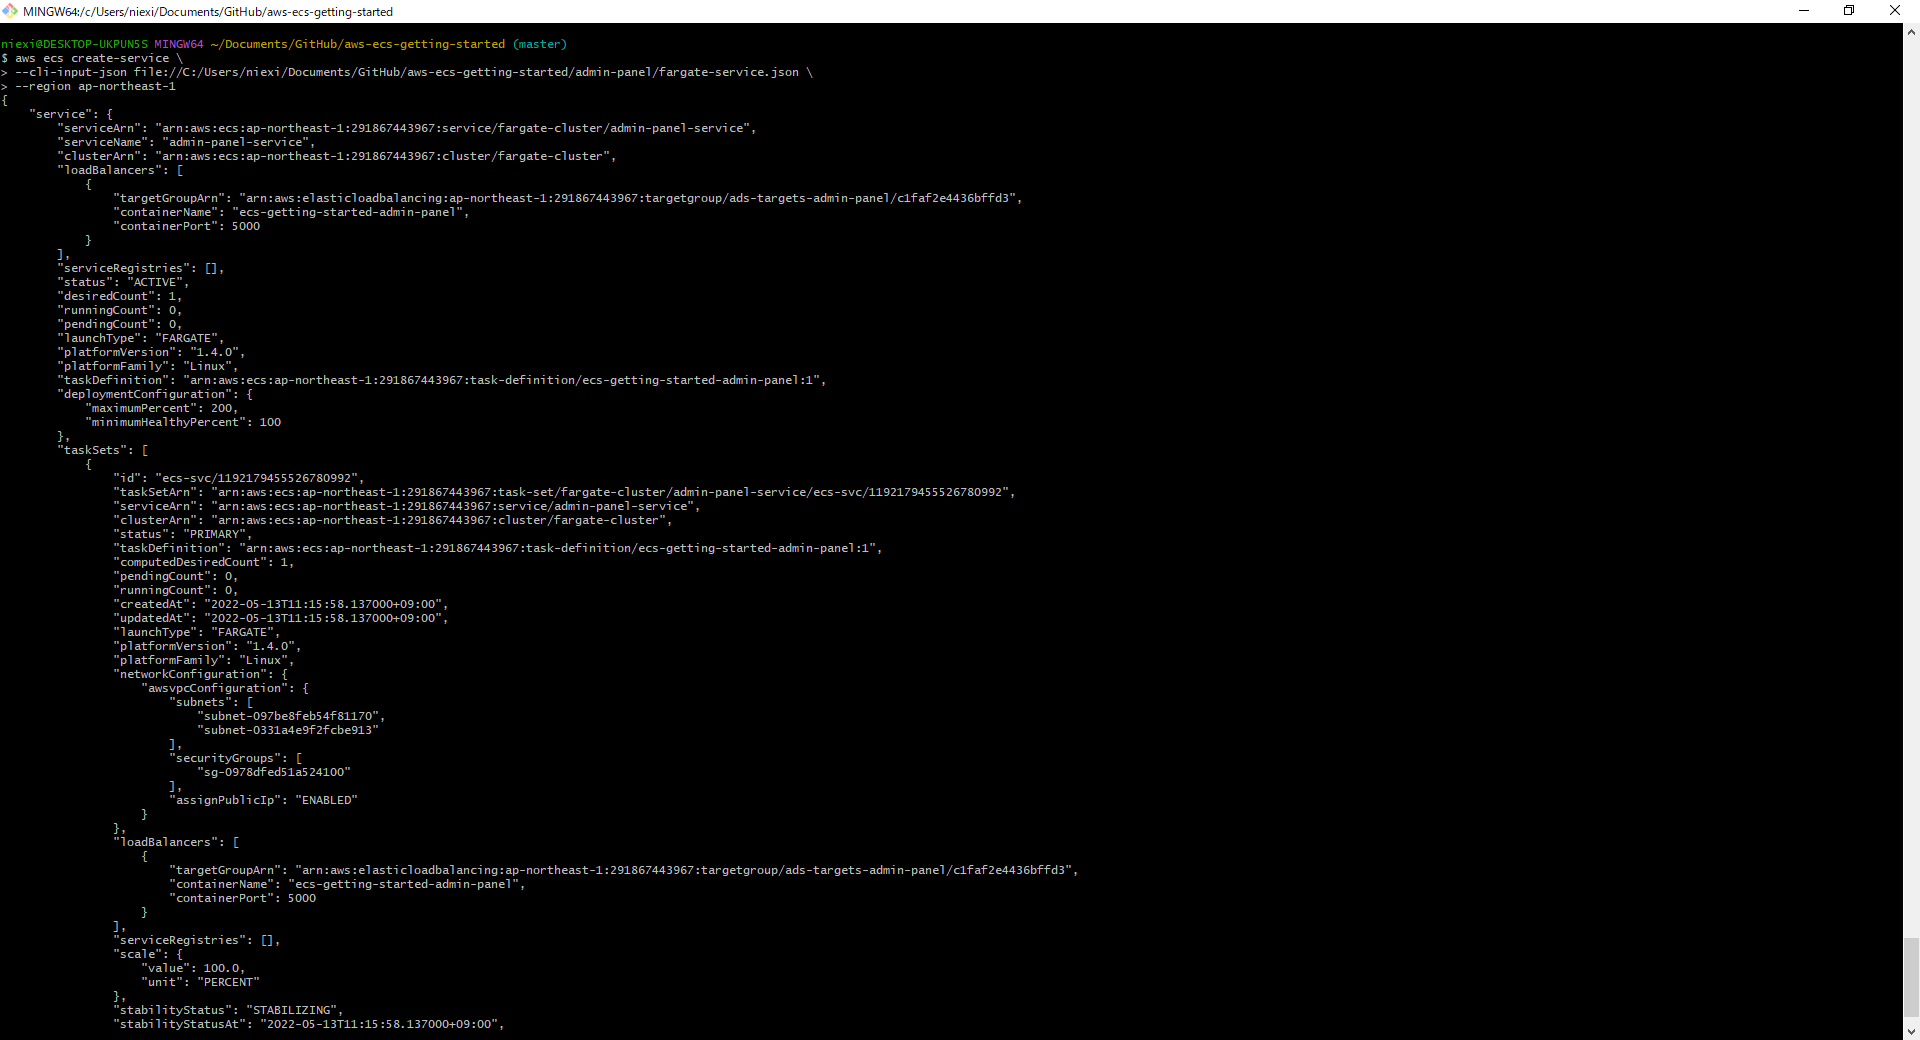 MINGW64:/c/Users/niexi/Documents/GitHub/aws-ecs-getting-started
niexi@DESKTOP-UKPUN5S MINGW64 ~/Documents/GitHub/aws-ecs-getting-started (master)
$ aws ecs create-service \
> --cli-input-json file://C:/Users/niexi/Documents/GitHub/aws-ecs-getting-started/admin-panel/fargate-service.json \
> --region ap-northeast-1
{
    "service": {
        "serviceArn": "arn:aws:ecs:ap-northeast-1:291867443967:service/fargate-cluster/admin-panel-service",
        "serviceName": "admin-panel-service",
        "clusterArn": "arn:aws:ecs:ap-northeast-1:291867443967:cluster/fargate-cluster",
        "loadBalancers": [
            {
                "targetGroupArn": "arn:aws:elasticloadbalancing:ap-northeast-1:291867443967:targetgroup/ads-targets-admin-panel/c1faf2e4436bffd3",
                "containerName": "ecs-getting-started-admin-panel",
                "containerPort": 5000
            }
        ],
        "serviceRegistries": [],
        "status": "ACTIVE",
        "desiredCount": 1,
        "runningCount": 0,
        "pendingCount": 0,
        "launchType": "FARGATE",
        "platformVersion": "1.4.0",
        "platformFamily": "Linux",
        "taskDefinition": "arn:aws:ecs:ap-northeast-1:291867443967:task-definition/ecs-getting-started-admin-panel:1",
        "deploymentConfiguration": {
            "maximumPercent": 200,
            "minimumHealthyPercent": 100
        },
        "taskSets": [
            {
                "id": "ecs-svc/1192179455526780992",
                "taskSetArn": "arn:aws:ecs:ap-northeast-1:291867443967:task-set/fargate-cluster/admin-panel-service/ecs-svc/1192179455526780992",
                "serviceArn": "arn:aws:ecs:ap-northeast-1:291867443967:service/admin-panel-service",
                "clusterArn": "arn:aws:ecs:ap-northeast-1:291867443967:cluster/fargate-cluster",
                "status": "PRIMARY",
                "taskDefinition": "arn:aws:ecs:ap-northeast-1:291867443967:task-definition/ecs-getting-started-admin-panel:1",
                "computedDesiredCount": 1,
                "pendingCount": 0,
                "runningCount": 0,
                "createdAt": "2022-05-13T11:15:58.137000+09:00",
                "updatedAt": "2022-05-13T11:15:58.137000+09:00",
                "launchType": "FARGATE",
                "platformVersion": "1.4.0",
                "platformFamily": "Linux",
                "networkConfiguration": {
                    "awsvpcConfiguration": {
                        "subnets": [
                            "subnet-097be8feb54f81170",
                            "subnet-0331a4e9f2fcbe913"
                        ],
                        "securityGroups": [
                            "sg-0978dfed51a524100"
                        ],
                        "assignPublicIp": "ENABLED"
                    }
                },
                "loadBalancers": [
                    {
                        "targetGroupArn": "arn:aws:elasticloadbalancing:ap-northeast-1:291867443967:targetgroup/ads-targets-admin-panel/c1faf2e4436bffd3",
                        "containerName": "ecs-getting-started-admin-panel",
                        "containerPort": 5000
                    }
                ],
                "serviceRegistries": [],
                "scale": {
                    "value": 100.0,
                    "unit": "PERCENT"
                },
                "stabilityStatus": "STABILIZING",
                "stabilityStatusAt": "2022-05-13T11:15:58.137000+09:00",